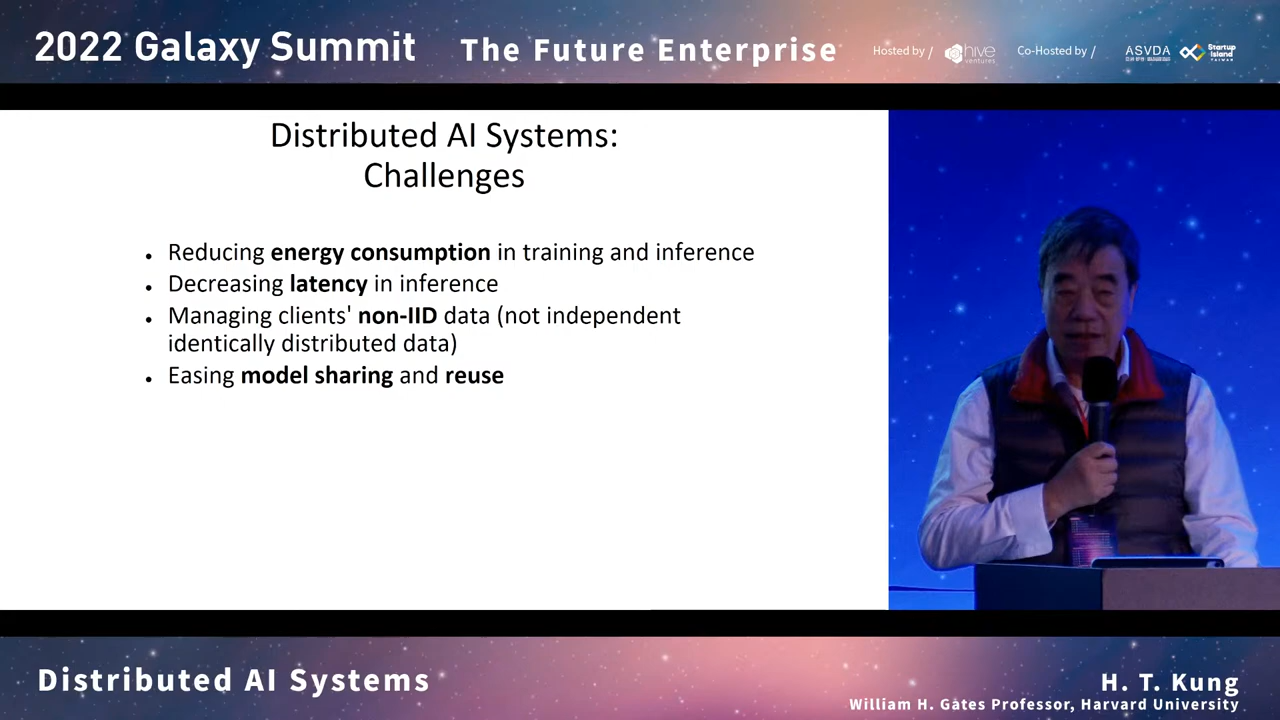 2022 Galaxy Summit The Future Enterprise Hosted by / hive ventures Co-Hosted by / ASVDA Startup Island TAIWAN
Distributed AI Systems:
Challenges
• Reducing energy consumption in training and inference
• Decreasing latency in inference
• Managing clients' non-IID data (not independent
identically distributed data)
• Easing model sharing and reuse
Distributed AI Systems
H. T. Kung
William H. Gates Professor, Harvard University